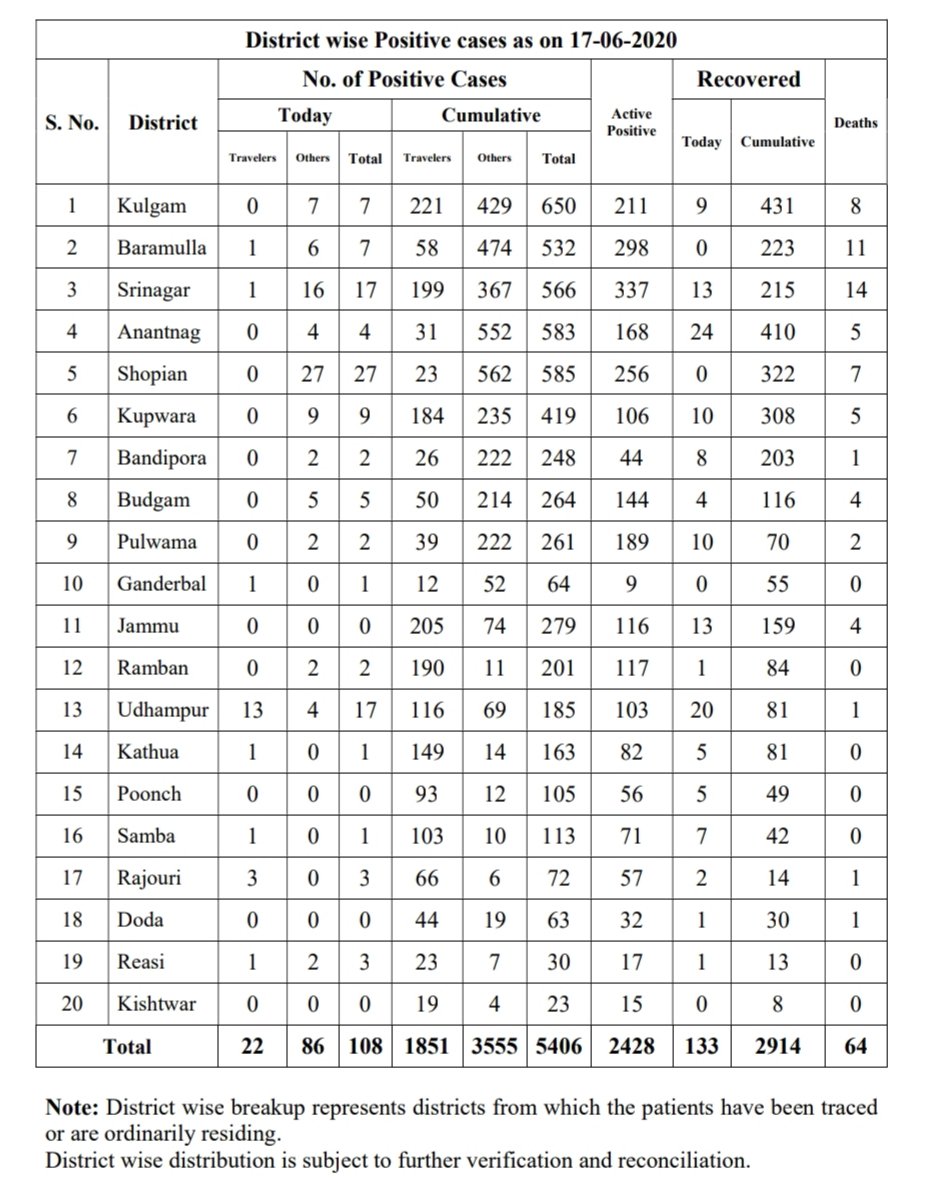 District wise Positive cases as on 17-06-2020
S. No. District No. of Positive Cases Active Positive Recovered Deaths
Today Cumulative Today Cumulative
Travelers Others Total Travelers Others Total
1 Kulgam 0 7 7 221 429 650 211 9 431 8
2 Baramulla 1 6 7 58 474 532 298 0 223 11
3 Srinagar 1 16 17 199 367 566 337 13 215 14
4 Anantnag 0 4 4 31 552 583 168 24 410 5
5 Shopian 0 27 27 23 562 585 256 0 322 7
6 Kupwara 0 9 9 184 235 419 106 10 308 5
7 Bandipora 0 2 2 26 222 248 44 8 203 1
8 Budgam 0 5 5 50 214 264 144 4 116 4
9 Pulwama 0 2 2 39 222 261 189 10 70 2
10 Ganderbal 1 0 1 12 52 64 9 0 55 0
11 Jammu 0 0 0 205 74 279 116 13 159 4
12 Ramban 0 2 2 190 11 201 117 1 84 0
13 Udhampur 13 4 17 116 69 185 103 20 81 1
14 Kathua 1 0 1 149 14 163 82 5 81 0
15 Poonch 0 0 0 93 12 105 56 5 49 0
16 Samba 1 0 1 103 10 113 71 7 42 0
17 Rajouri 3 0 3 66 6 72 57 2 14 1
18 Doda 0 0 0 44 19 63 32 1 30 1
19 Reasi 1 2 3 23 7 30 17 1 13 0
20 Kishtwar 0 0 0 19 4 23 15 0 8 0
Total 22 86 108 1851 3555 5406 2428 133 2914 64
Note: District wise breakup represents districts from which the patients have been traced
or are ordinarily residing.
District wise distribution is subject to further verification and reconciliation.